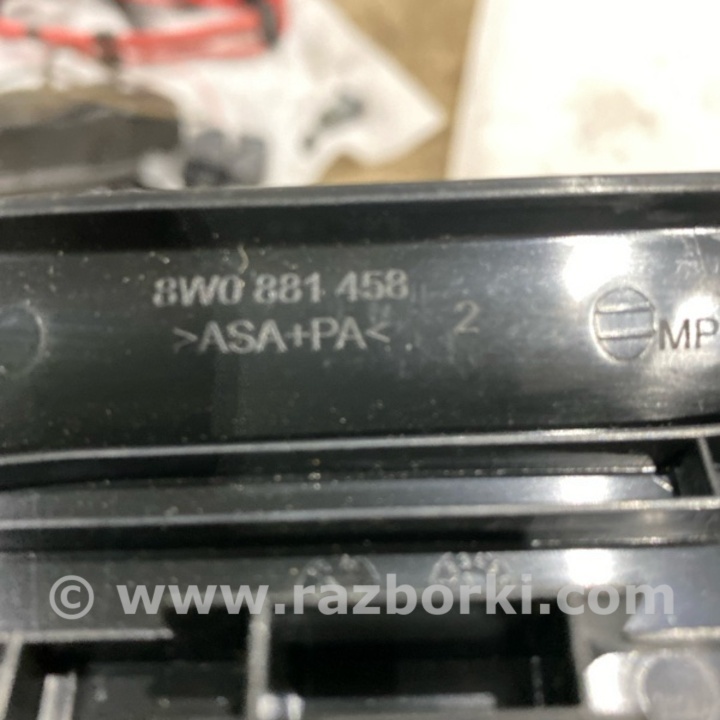 8W0 881 458
>ASA+PA< . 2
MP
© www.razborki.com